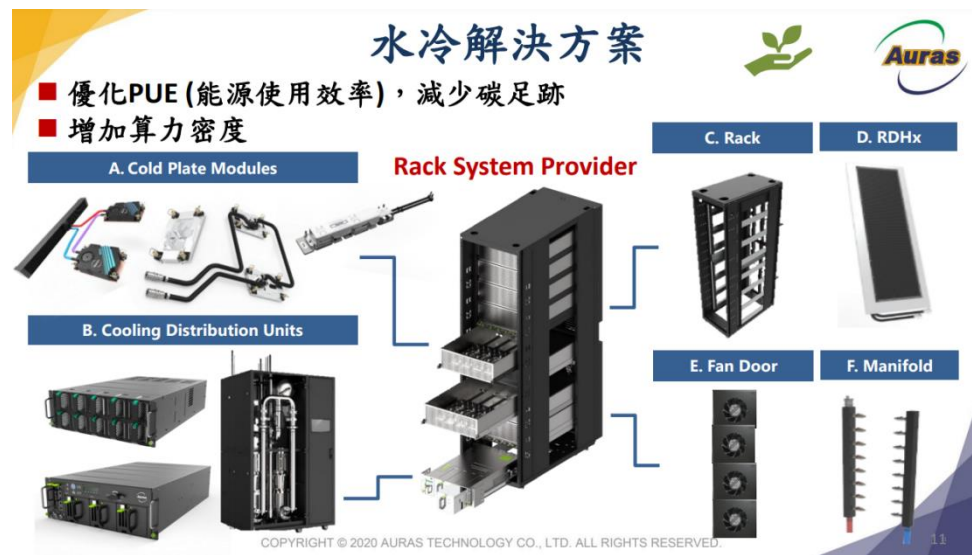 水冷解決方案
Auras
■ 優化PUE (能源使用效率)，減少碳足跡
■ 增加算力密度
A. Cold Plate Modules
Rack System Provider
C. Rack
D. RDHx
B. Cooling Distribution Units
E. Fan Door
F. Manifold
COPYRIGHT © 2020 AURAS TECHNOLOGY CO., LTD. ALL RIGHTS RESERVED.
11